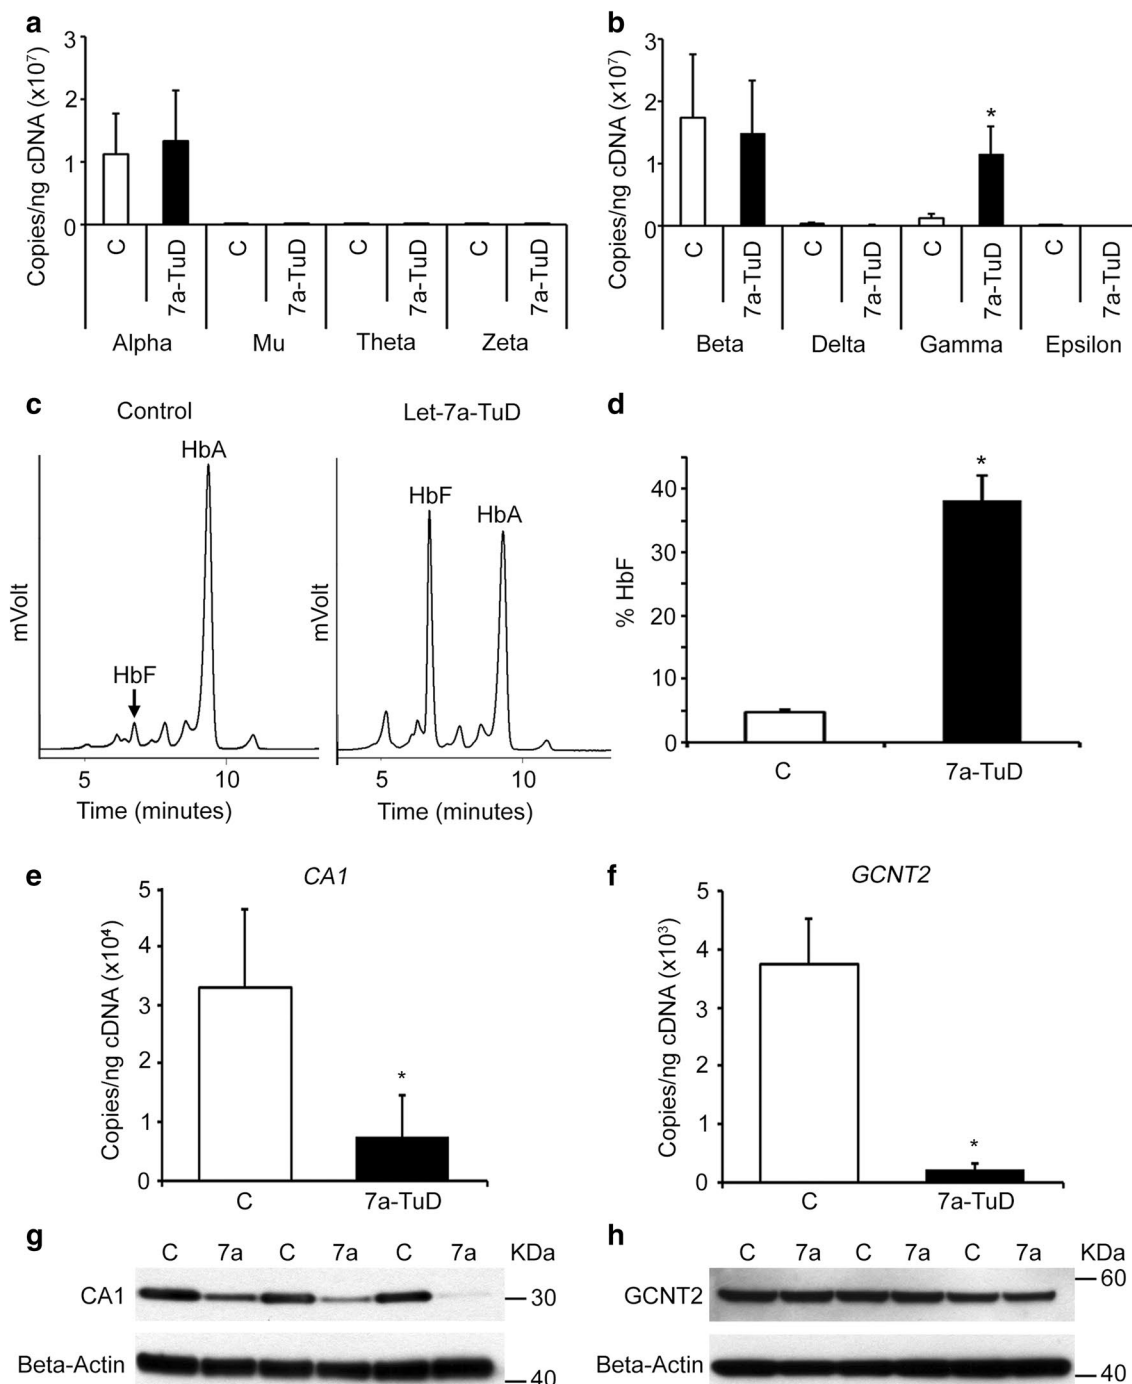 a
Copies/ng cDNA (x10⁷)
3
2
1
0
C
7a-TuD
C
7a-TuD
C
7a-TuD
C
7a-TuD
Alpha
Mu
Theta
Zeta
b
Copies/ng cDNA (x10⁷)
3
2
1
0
*
C
7a-TuD
C
7a-TuD
C
7a-TuD
C
7a-TuD
Beta
Delta
Gamma
Epsilon
c
Control
mVolt
HbF
HbA
5
10
Time (minutes)
Let-7a-TuD
mVolt
HbF
HbA
5
10
Time (minutes)
d
% HbF
40
30
20
10
0
*
C
7a-TuD
e
CA1
Copies/ng cDNA (x10⁴)
5
4
3
2
1
0
*
C
7a-TuD
f
GCNT2
Copies/ng cDNA (x10³)
5
4
3
2
1
0
*
C
7a-TuD
g
C 7a C 7a C 7a KDa
CA1
30
Beta-Actin
40
h
C 7a C 7a C 7a KDa
60
GCNT2
Beta-Actin
40